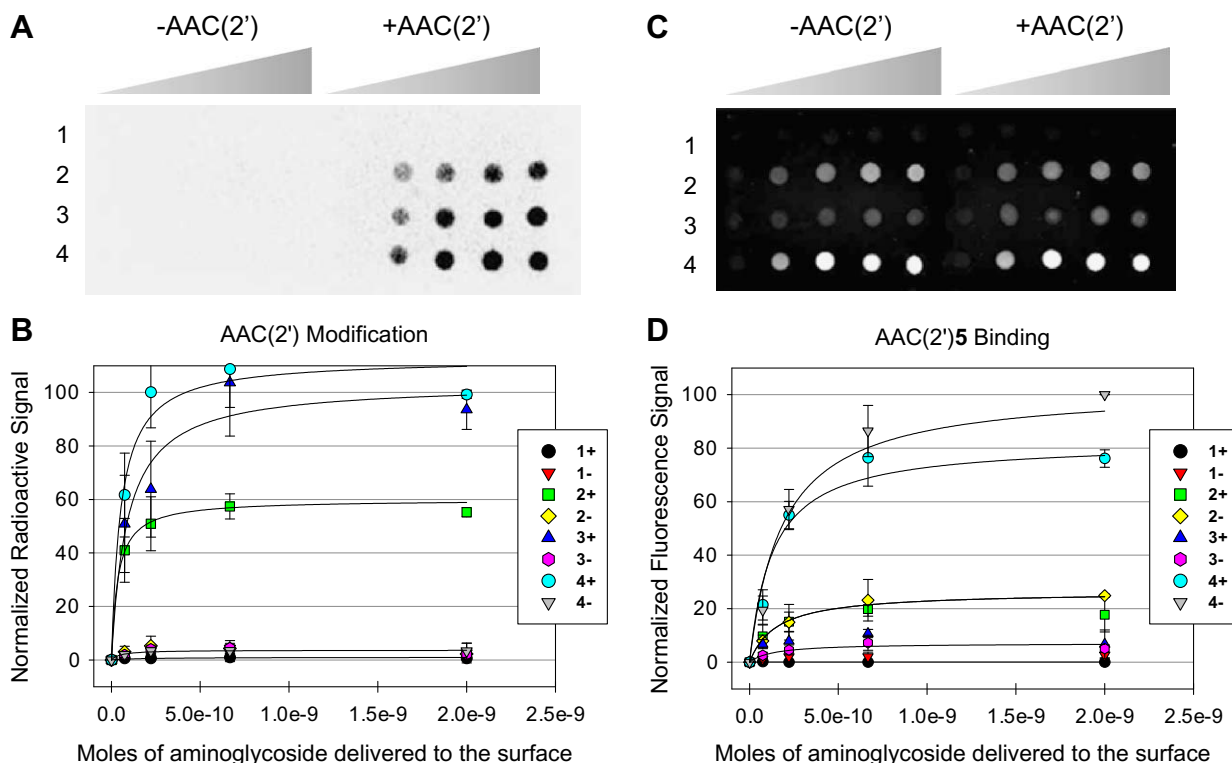 A
-AAC(2')
+AAC(2')
1
2
3
4
B
AAC(2') Modification
Normalized Radioactive Signal
100
80
60
40
20
0
0.0
5.0e-10
1.0e-9
1.5e-9
2.0e-9
2.5e-9
Moles of aminoglycoside delivered to the surface
1+
1-
2+
2-
3+
3-
4+
4-
C
-AAC(2')
+AAC(2')
1
2
3
4
D
AAC(2')5 Binding
Normalized Fluorescence Signal
100
80
60
40
20
0
0.0
5.0e-10
1.0e-9
1.5e-9
2.0e-9
2.5e-9
Moles of aminoglycoside delivered to the surface
1+
1-
2+
2-
3+
3-
4+
4-